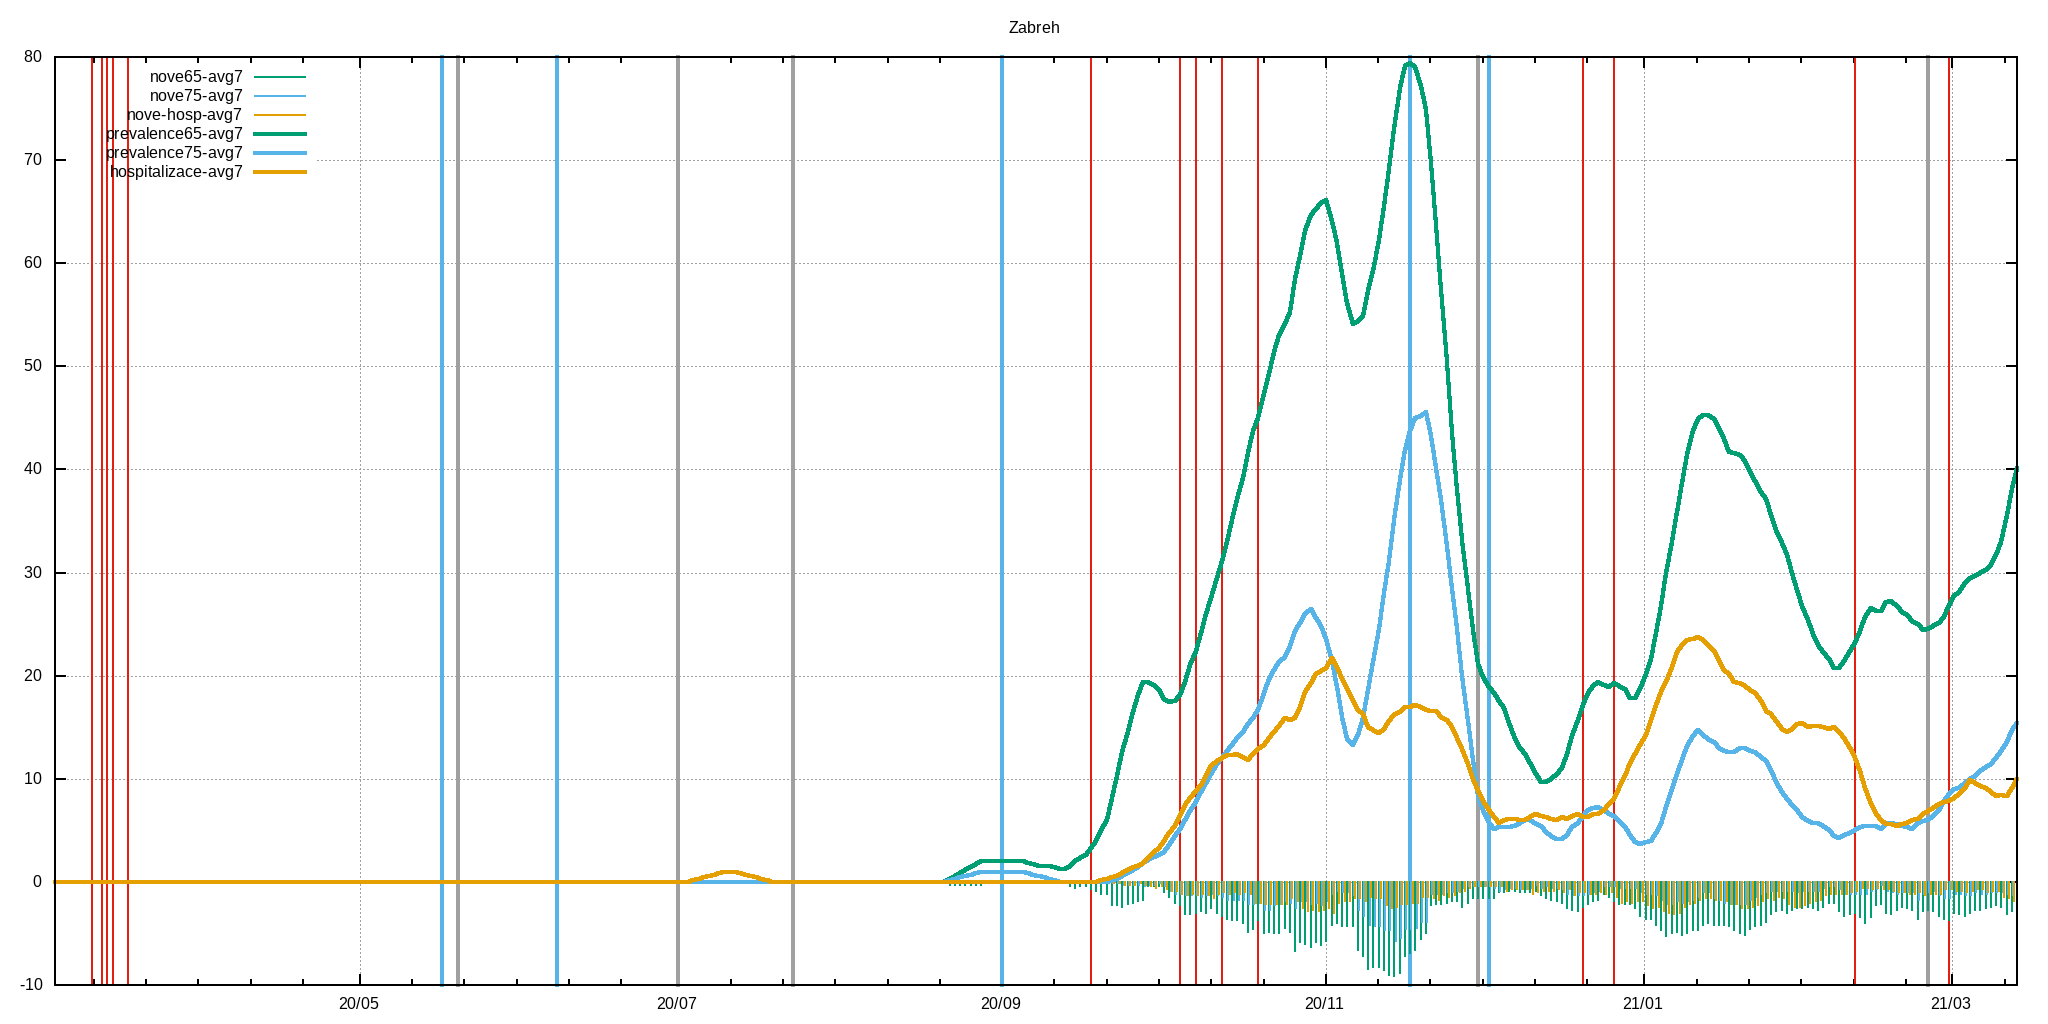 Zabreh
80
nove65-avg7
nove75-avg7
nove-hosp-avg7
prevalence65-avg7
prevalence75-avg7
hospitalizace-avg7
70
60
50
40
30
20
10
0
-10
20/05 20/07 20/09 20/11 21/01 21/03